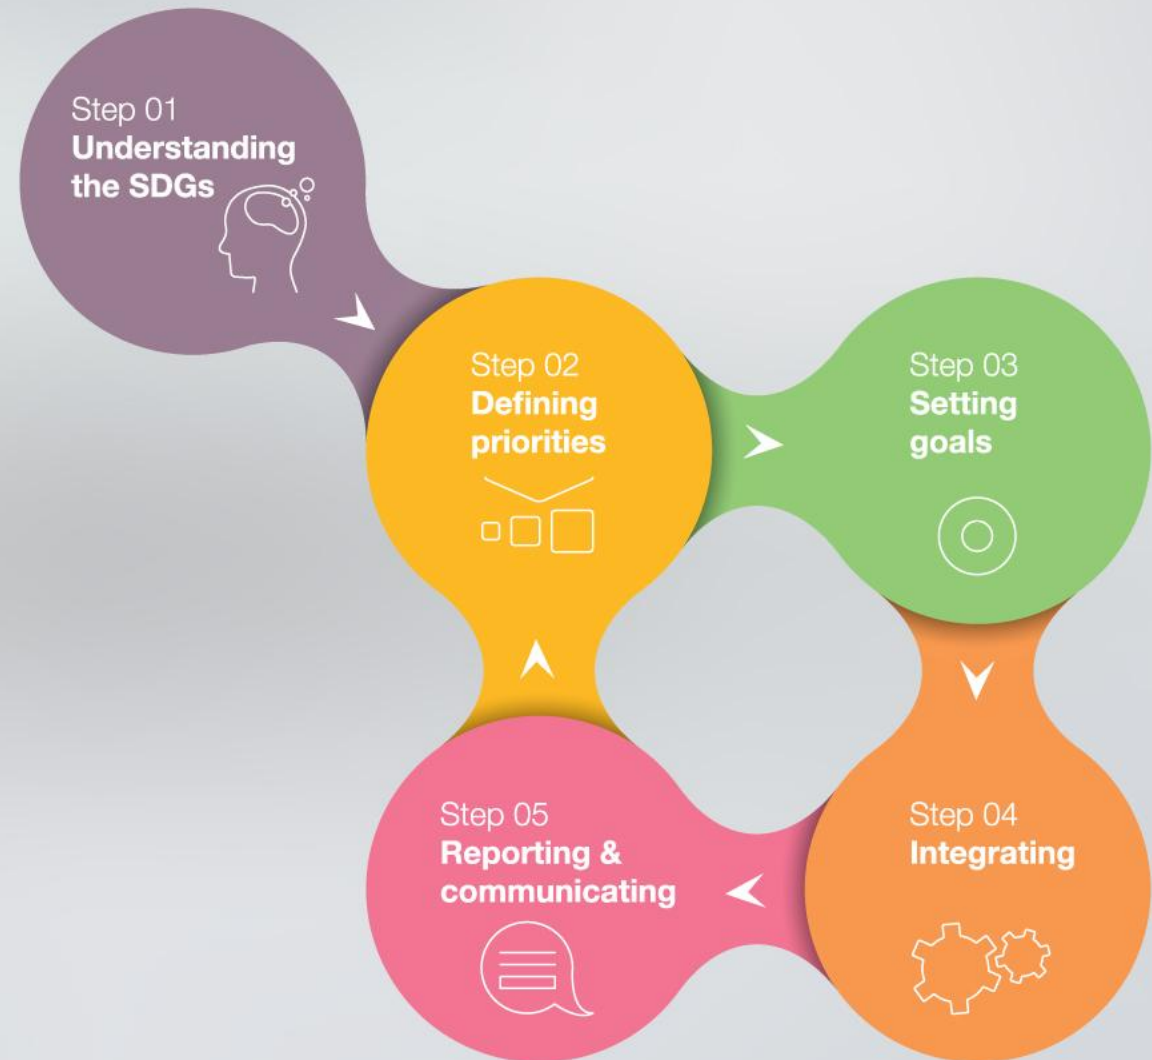 Step 01
Understanding
the SDGs
Step 02
Defining
priorities
Step 03
Setting
goals
Step 04
Integrating
Step 05
Reporting &
communicating